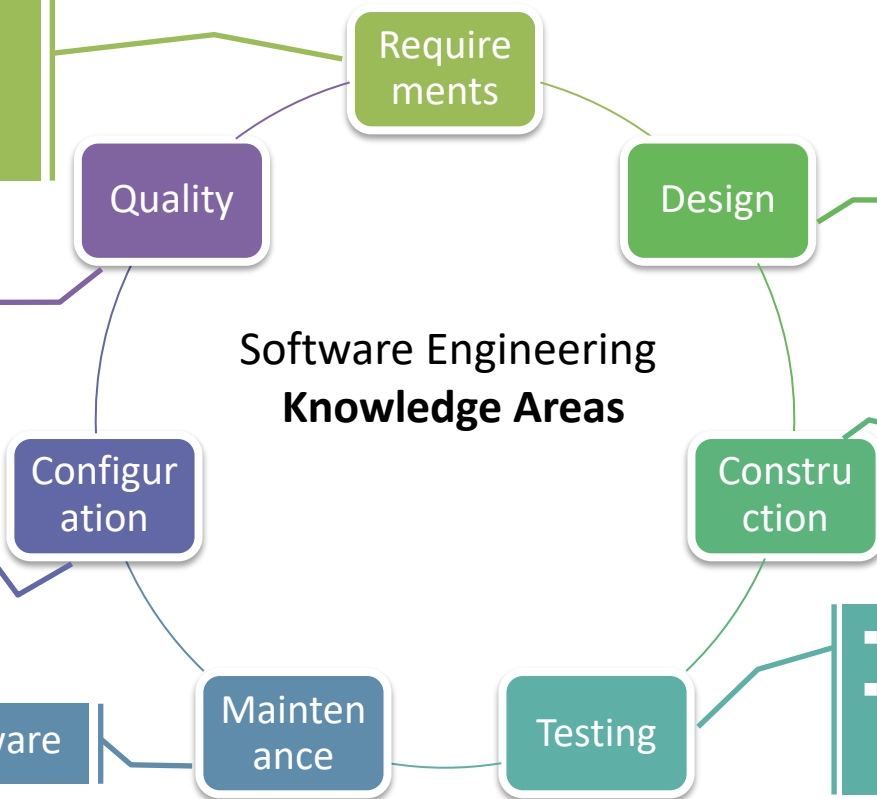 Require
ments
Quality
Design
Software Engineering
Knowledge Areas
Configur
ation
Constru
ction
Mainten
ance
Testing